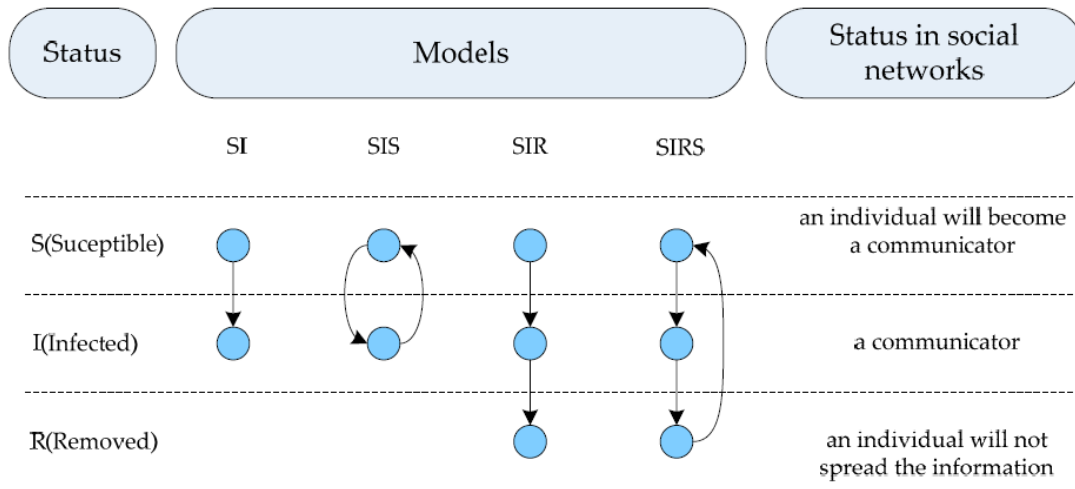 Status
Models
Status in social
networks
SI
SIS
SIR
SIRS
S(Suceptible)
an individual will become
a communicator
I(Infected)
a communicator
R(Removed)
an individual will not
spread the information